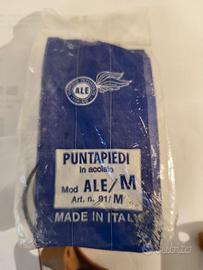 ALE
PUNTAPIEDI
in acciaio
Mod ALE/M
Art. n. 91/M
MADE IN ITALY